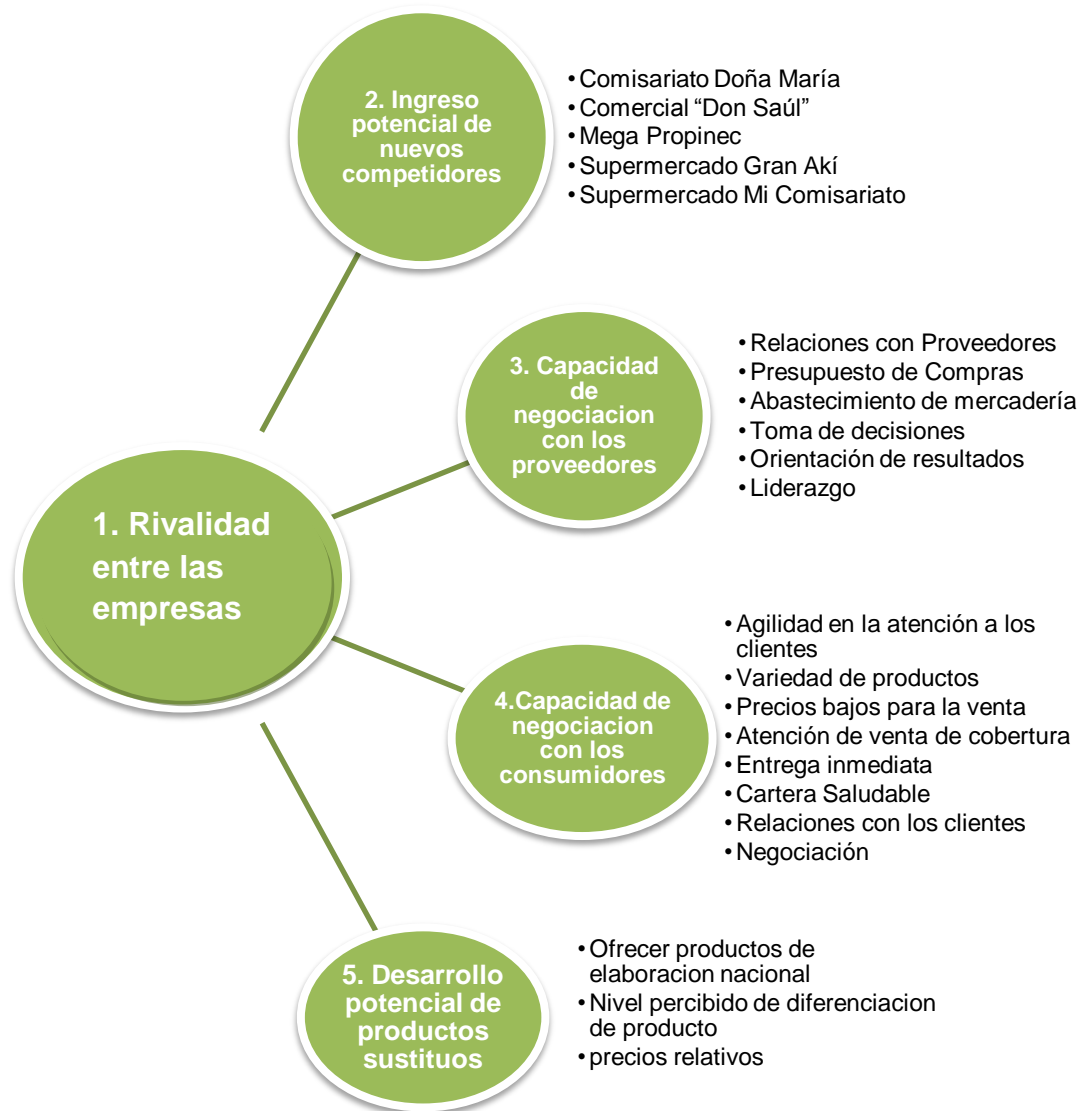 2. Ingreso
potencial de
nuevos
competidores
•Comisariato Doña María
•Comercial “Don Saúl”
•Mega Propinec
•Supermercado Gran Akí
•Supermercado Mi Comisariato
3. Capacidad
de
negociacion
con los
proveedores
•Relaciones con Proveedores
•Presupuesto de Compras
•Abastecimiento de mercadería
•Toma de decisiones
•Orientación de resultados
•Liderazgo
1. Rivalidad
entre las
empresas
4.Capacidad de
negociacion
con los
consumidores
•Agilidad en la atención a los
clientes
•Variedad de productos
•Precios bajos para la venta
•Atención de venta de cobertura
•Entrega inmediata
•Cartera Saludable
•Relaciones con los clientes
•Negociación
5. Desarrollo
potencial de
productos
sustituos
•Ofrecer productos de
elaboracion nacional
•Nivel percibido de diferenciacion
de producto
•precios relativos